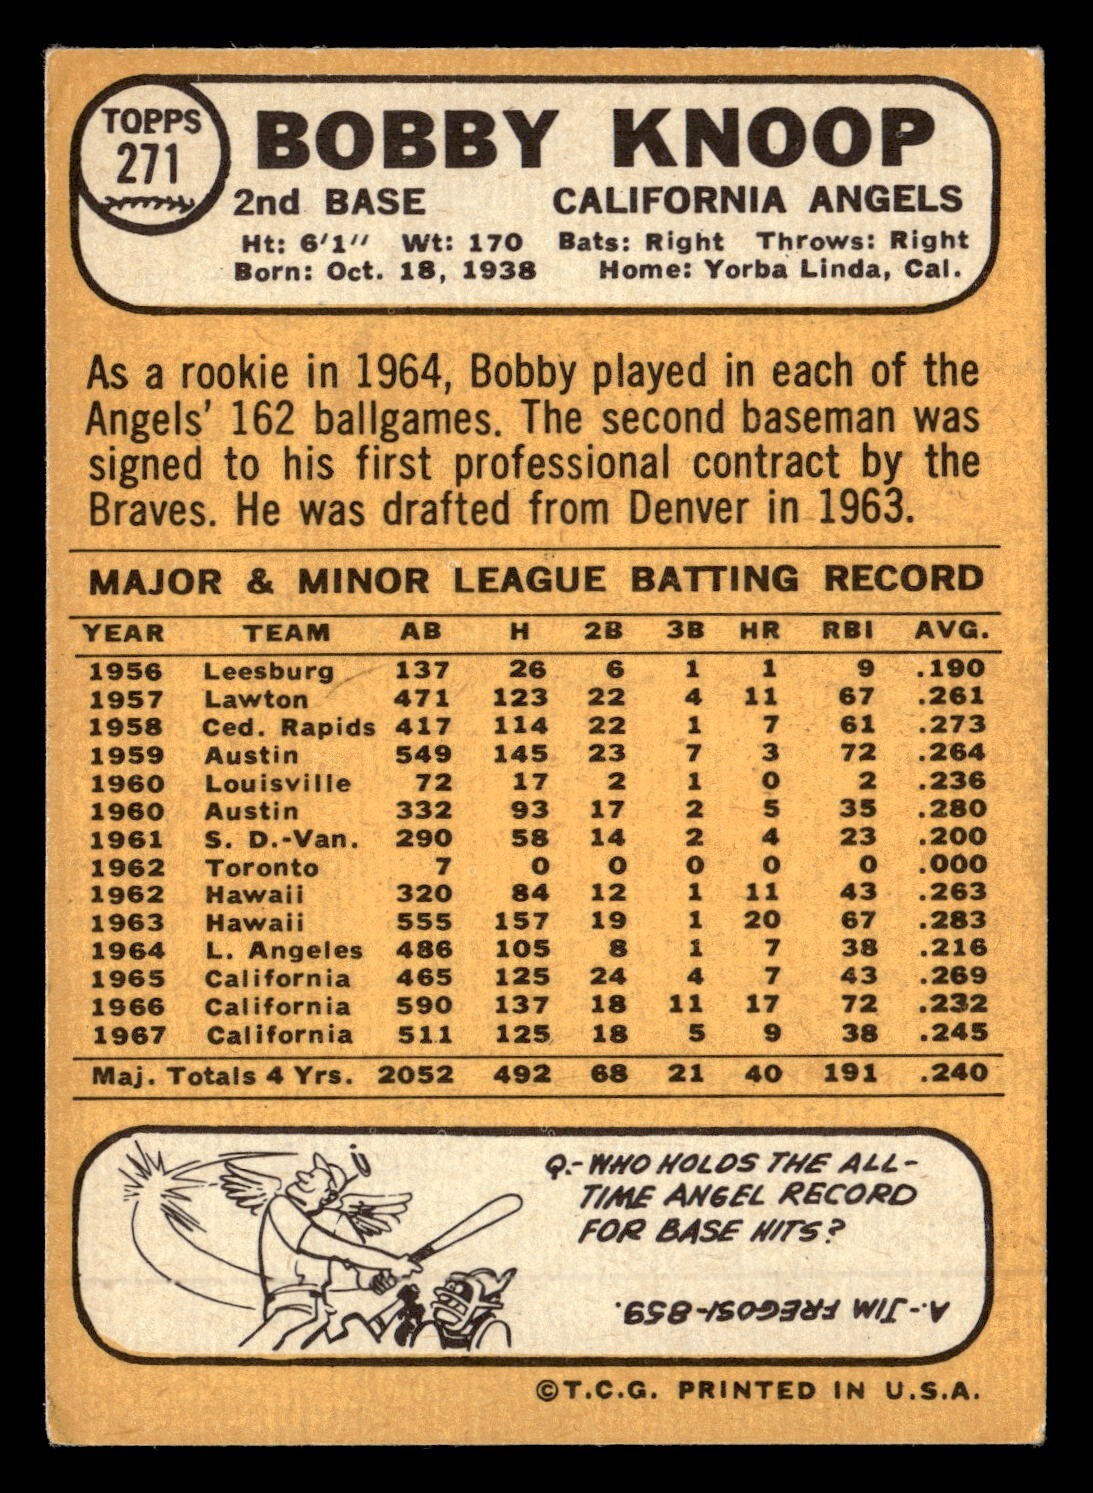 TOPPS
271
BOBBY KNOOP
2nd BASE CALIFORNIA ANGELS
Ht: 6'1" Wt: 170 Bats: Right Throws: Right
Born: Oct. 18, 1938 Home: Yorba Linda, Cal.
As a rookie in 1964, Bobby played in each of the
Angels' 162 ballgames. The second baseman was
signed to his first professional contract by the
Braves. He was drafted from Denver in 1963.
MAJOR & MINOR LEAGUE BATTING RECORD
YEAR TEAM AB H 2B 3B HR RBI AVG.
1956 Leesburg 137 26 6 1 1 9 .190
1957 Lawton 471 123 22 4 11 67 .261
1958 Ced. Rapids 417 114 22 1 7 61 .273
1959 Austin 549 145 23 7 3 72 .264
1960 Louisville 72 17 2 1 0 2 .236
1960 Austin 332 93 17 2 5 35 .280
1961 S. D.-Van. 290 58 14 2 4 23 .200
1962 Toronto 7 0 0 0 0 0 .000
1962 Hawaii 320 84 12 1 11 43 .263
1963 Hawaii 555 157 19 1 20 67 .283
1964 L. Angeles 486 105 8 1 7 38 .216
1965 California 465 125 24 4 7 43 .269
1966 California 590 137 18 11 17 72 .232
1967 California 511 125 18 5 9 38 .245
Maj. Totals 4 Yrs. 2052 492 68 21 40 191 .240
Q.- WHO HOLDS THE ALL-
TIME ANGEL RECORD
FOR BASE HITS?
A.- JIM FREGOSI-859.
©T.C.G. PRINTED IN U.S.A.